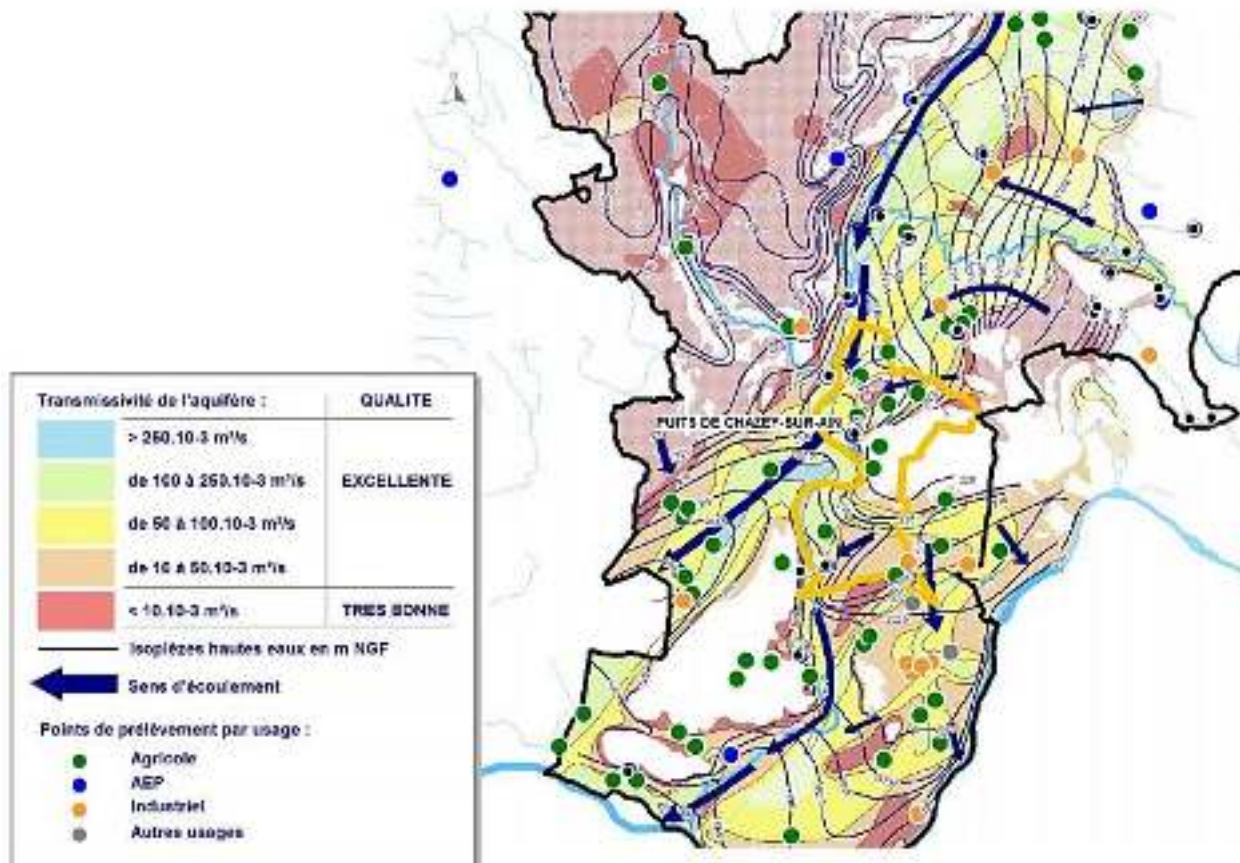 PUITS DE CHAZEY-SUR-AIN
Transmissivité de l'aquifère :
QUALITE
> 250.10-3 m²/s
de 100 à 250.10-3 m²/s
EXCELLENTE
de 50 à 100.10-3 m²/s
de 10 à 50.10-3 m²/s
< 10.10-3 m²/s
TRES BONNE
Isopièzes hautes eaux en m NGF
Sens d'écoulement
Points de prélèvement par usage :
Agricole
AEP
Industriel
Autres usages